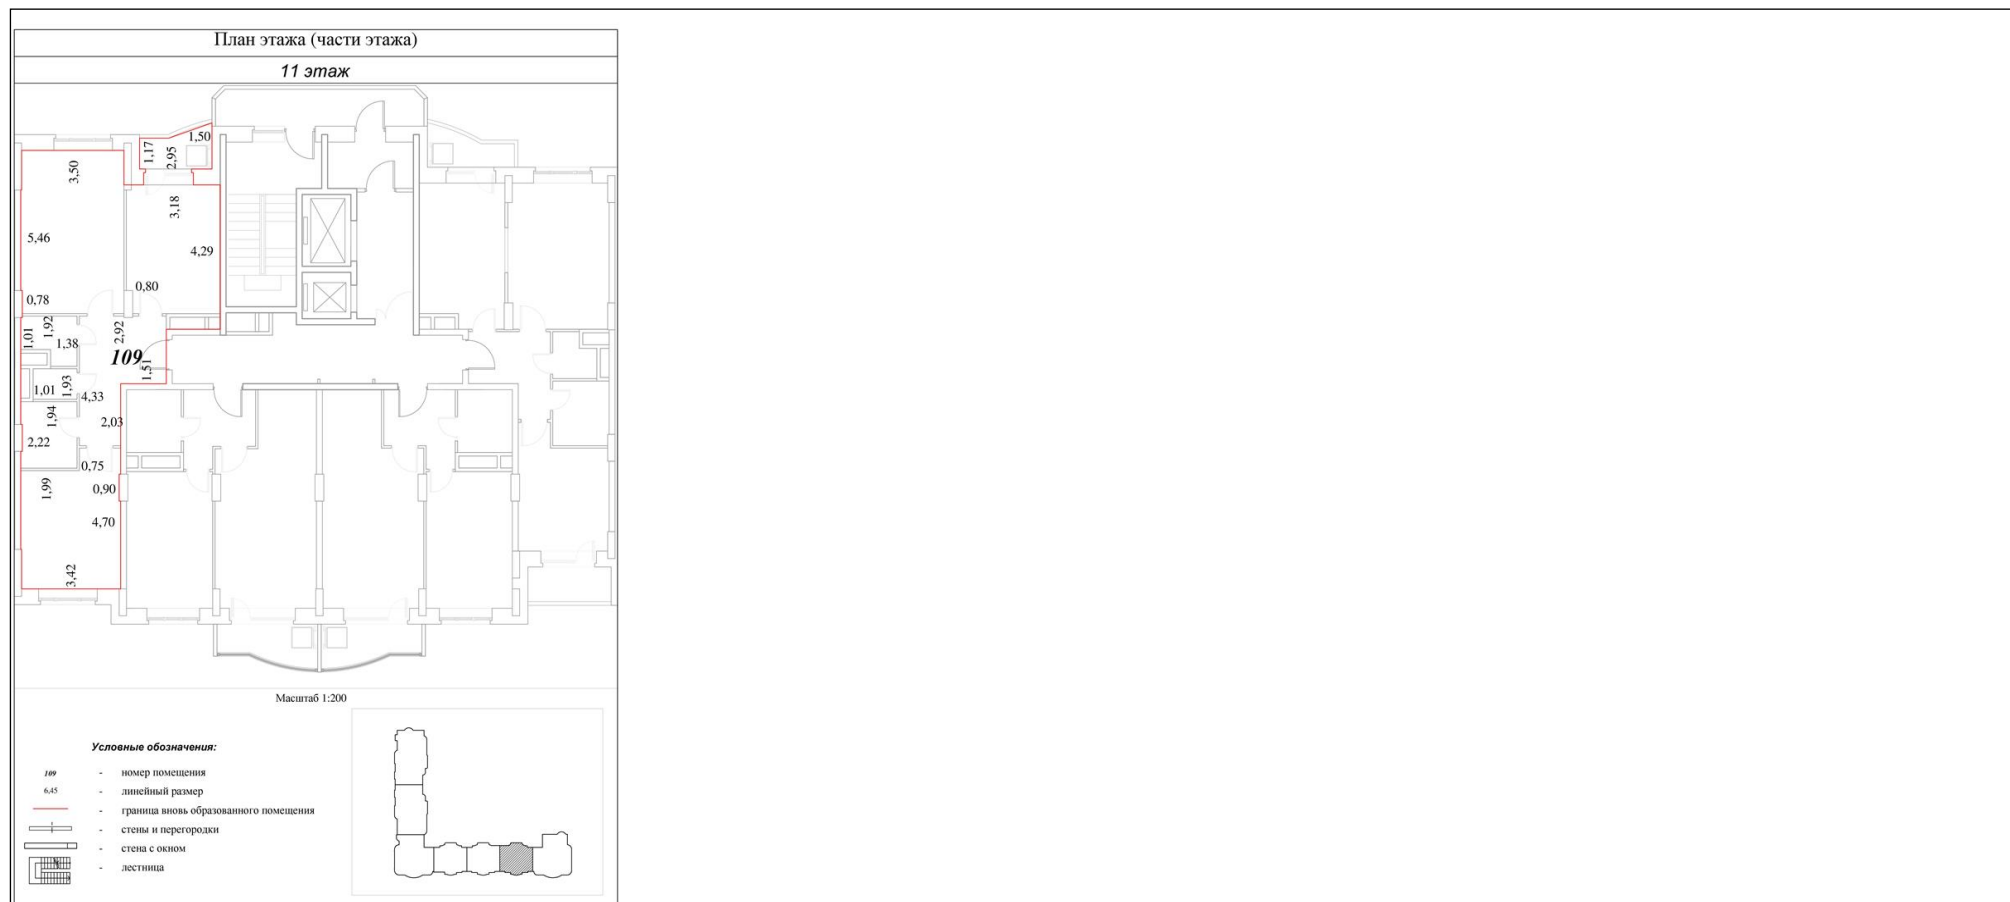 План этажа (части этажа)
11 этаж
1,50
1,17
2,95
3,50
3,18
5,46
4,29
0,80
0,78
1,01
1,92
1,38
2,92
109
1,51
1,01
1,93
4,33
1,94
2,03
2,22
0,75
1,99
0,90
4,70
3,42
Масштаб 1:200
Условные обозначения:
109 - номер помещения
6,45 - линейный размер
- граница вновь образованного помещения
- стены и перегородки
- стена с окном
- лестница